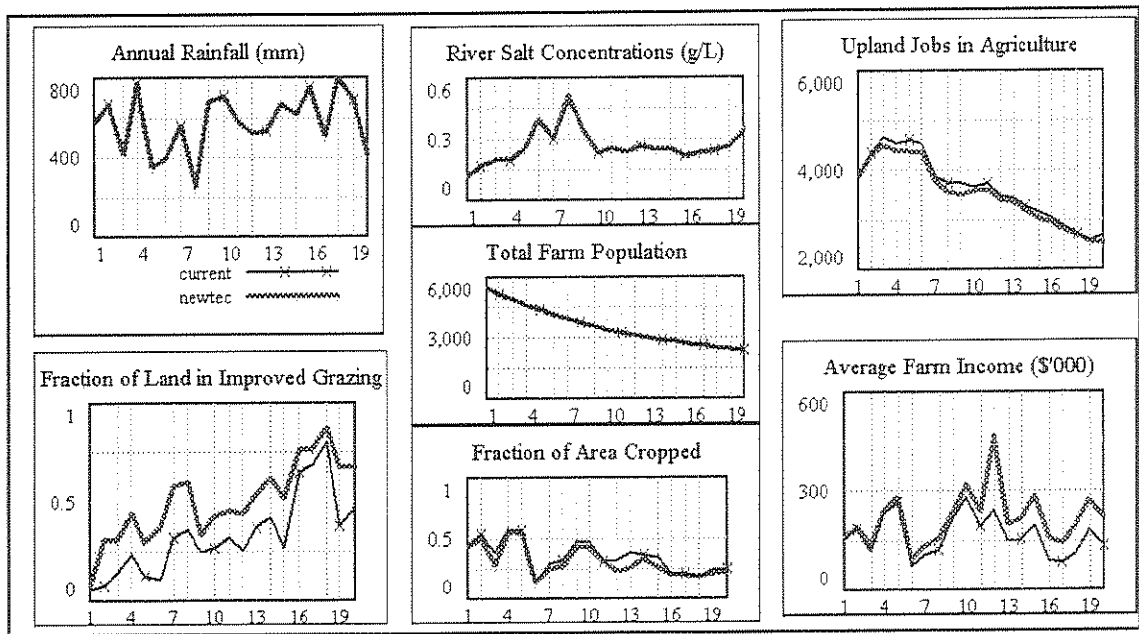 Annual Rainfall (mm)
800
400
0
1 4 7 10 13 16 19
current
newtec
River Salt Concentrations (g/L)
0.6
0.3
0
1 4 7 10 13 16 19
Upland Jobs in Agriculture
6,000
4,000
2,000
1 4 7 10 13 16 19
Total Farm Population
6,000
3,000
0
1 4 7 10 13 16 19
Fraction of Land in Improved Grazing
1
0.5
0
1 4 7 10 13 16 19
Fraction of Area Cropped
1
0.5
0
1 4 7 10 13 16 19
Average Farm Income ($'000)
600
300
0
1 4 7 10 13 16 19